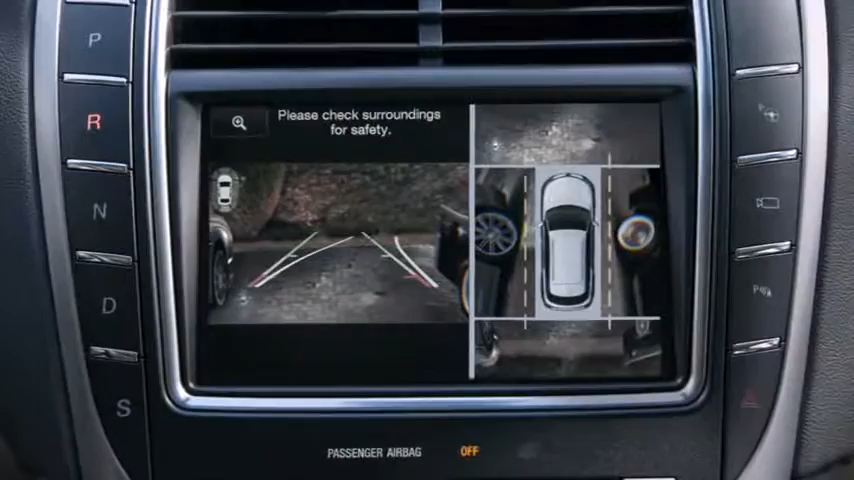 P
R
N
D
S
Please check surroundings
for safety.
P
PASSENGER AIRBAG OFF